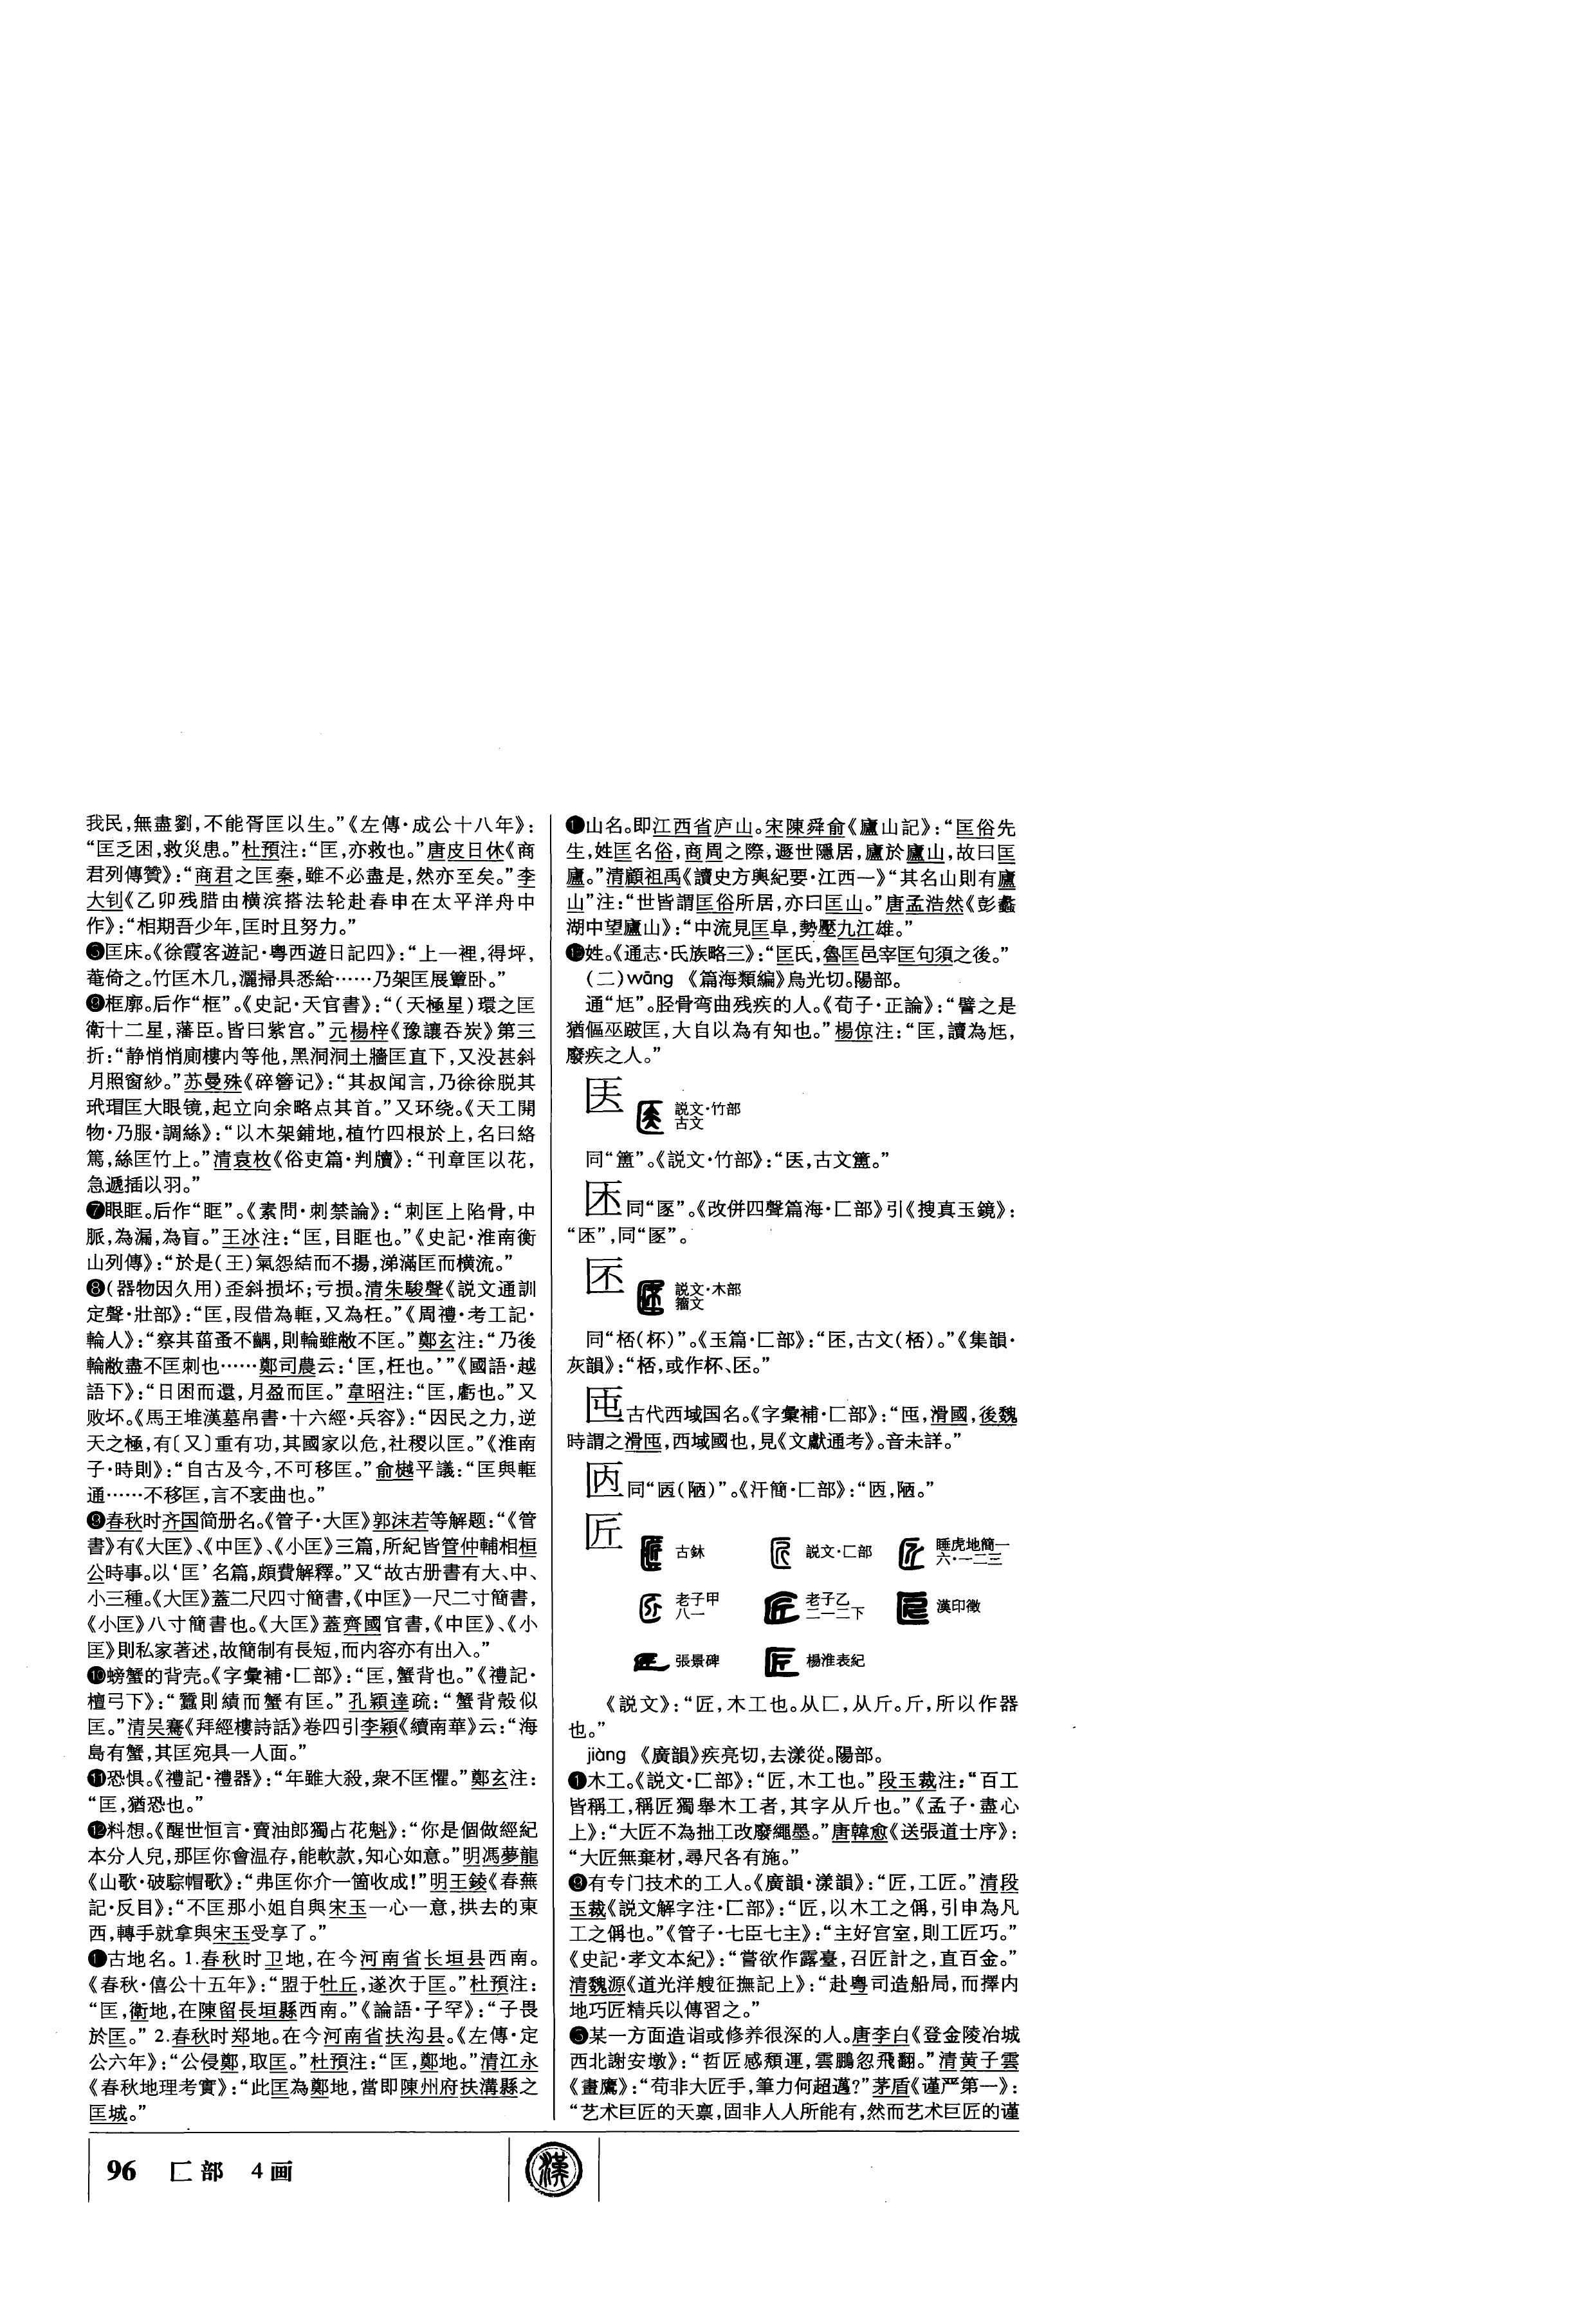 我民，無盡劉，不能胥匡以生。”《左傳·成公十八年》：
“匡乏困，救災患。”杜預注：“匡，亦救也。”唐皮日休《商
君列傳贊》：“商君之匡秦，雖不必盡是，然亦至矣。”李
大钊《乙卯残腊由横滨搭法轮赴春申在太平洋舟中
作》：“相期吾少年，匡时且努力。”
❺匡床。《徐霞客遊記·粤西遊日記四》：“上一裡，得坪，
菴倚之。竹匡木几，灑掃具悉給……乃架匡展簟卧。”
❻框廓。后作“框”。《史記·天官書》：“(天極星)環之匡
衛十二星，藩臣。皆曰紫宫。”元楊梓《豫讓吞炭》第三
折：“静悄悄廁樓内等他，黑洞洞土牆匡直下，又没甚斜
月照窗紗。”苏曼殊《碎簪记》：“其叔闻言，乃徐徐脱其
玳瑁匡大眼镜，起立向余略点其首。”又环绕。《天工開
物·乃服·調絲》：“以木架鋪地，植竹四根於上，名曰絡
篤，絲匡竹上。”清袁枚《俗吏篇·判牘》：“刊章匡以花，
急遞插以羽。”
❼眼眶。后作“眶”。《素問·刺禁論》：“刺匡上陷骨，中
脈，為漏，為盲。”王冰注：“匡，目眶也。”《史記·淮南衡
山列傳》：“於是(王)氣怨結而不揚，涕滿匡而横流。”
❽(器物因久用)歪斜损坏；亏损。清朱駿聲《説文通訓
定聲·壯部》：“匡，叚借為軭，又為枉。”《周禮·考工記·
輪人》：“察其菑蚤不齵，則輪雖敝不匡。”鄭玄注：“乃後
輪敝盡不匡刺也……鄭司農云：‘匡，枉也。’”《國語·越
語下》：“日困而還，月盈而匡。”韋昭注：“匡，虧也。”又
败坏。《馬王堆漢墓帛書·十六經·兵容》：“因民之力，逆
天之極，有〔又〕重有功，其國家以危，社稷以匡。”《淮南
子·時則》：“自古及今，不可移匡。”俞樾平議：“匡與軭
通……不移匡，言不衺曲也。”
❾春秋时齐国简册名。《管子·大匡》郭沫若等解题：“《管
書》有《大匡》、《中匡》、《小匡》三篇，所紀皆管仲輔相桓
公時事。以‘匡’名篇，頗費解釋。”又“故古册書有大、中、
小三種。《大匡》蓋二尺四寸簡書，《中匡》一尺二寸簡書，
《小匡》八寸簡書也。《大匡》蓋齊國官書，《中匡》、《小
匡》則私家著述，故簡制有長短，而内容亦有出入。”
❿螃蟹的背壳。《字彙補·匚部》：“匡，蟹背也。”《禮記·
檀弓下》：“蠶則績而蟹有匡。”孔穎達疏：“蟹背殼似
匡。”清吴騫《拜經樓詩話》卷四引李穎《續南華》云：“海
島有蟹，其匡宛具一人面。”
⓫恐惧。《禮記·禮器》：“年雖大殺，衆不匡懼。”鄭玄注：
“匡，猶恐也。”
⓬料想。《醒世恒言·賣油郎獨占花魁》：“你是個做經紀
本分人兒，那匡你會温存，能軟款，知心如意。”明馮夢龍
《山歌·破騌帽歌》：“弗匡你介一箇收成！”明王錂《春蕪
記·反目》：“不匡那小姐自與宋玉一心一意，拱去的東
西，轉手就拿與宋玉受享了。”
⓭古地名。1.春秋时卫地，在今河南省长垣县西南。
《春秋·僖公十五年》：“盟于牡丘，遂次于匡。”杜預注：
“匡，衛地，在陳留長垣縣西南。”《論語·子罕》：“子畏
於匡。”2.春秋时郑地。在今河南省扶沟县。《左傳·定
公六年》：“公侵鄭，取匡。”杜預注：“匡，鄭地。”清江永
《春秋地理考實》：“此匡為鄭地，當即陳州府扶溝縣之
匡城。”
⓮山名。即江西省庐山。宋陳舜俞《廬山記》：“匡俗先
生，姓匡名俗，商周之際，遯世隱居，廬於廬山，故曰匡
廬。”清顧祖禹《讀史方輿紀要·江西一》“其名山則有廬
山”注：“世皆謂匡俗所居，亦曰匡山。”唐孟浩然《彭蠡
湖中望廬山》：“中流見匡阜，勢壓九江雄。”
⓯姓。《通志·氏族略三》：“匡氏，魯匡邑宰匡句須之後。”
(二)wāng 《篇海類編》烏光切。陽部。
通“尪”。胫骨弯曲残疾的人。《荀子·正論》：“譬之是
猶傴巫跛匡，大自以為有知也。”楊倞注：“匡，讀為尪，
廢疾之人。”
㔣 説文·竹部
古文
同“簠”。《説文·竹部》：“㔣，古文簠。”
同“匢”。《改併四聲篇海·匚部》引《搜真玉鏡》：
㔤 説文·木部
籀文
同“桮(杯)”。《玉篇·匚部》：“㔤，古文(桮)。”《集韻·
灰韻》：“桮，或作杯、㔤。”
古代西域国名。《字彙補·匚部》：“𠥆，滑國，後魏
時謂之滑𠥆，西域國也，見《文獻通考》。音未詳。”
匠 古鉥 説文·匚部 睡虎地簡一六·一二三
老子甲八一 老子乙二一二下 漢印徵
張景碑 楊淮表紀
《説文》：“匠，木工也。从匚，从斤。斤，所以作器
也。”
jiàng 《廣韻》疾亮切，去漾從。陽部。
❶木工。《説文·匚部》：“匠，木工也。”段玉裁注：“百工
皆稱工，稱匠獨舉木工者，其字从斤也。”《孟子·盡心
上》：“大匠不為拙工改廢繩墨。”唐韓愈《送張道士序》：
“大匠無棄材，尋尺各有施。”
❷有专门技术的工人。《廣韻·漾韻》：“匠，工匠。”清段
玉裁《説文解字注·匚部》：“匠，以木工之偁，引申為凡
工之偁也。”《管子·七臣七主》：“主好宫室，則工匠巧。”
《史記·孝文本紀》：“嘗欲作露臺，召匠計之，直百金。”
清魏源《道光洋艘征撫記上》：“赴粤司造船局，而擇内
地巧匠精兵以傳習之。”
❸某一方面造诣或修养很深的人。唐李白《登金陵冶城
西北謝安墩》：“哲匠感頽運，雲鵬忽飛翻。”清黄子雲
《畫鷹》：“苟非大匠手，筆力何超邁？”茅盾《谨严第一》：
“艺术巨匠的天禀，固非人人所能有，然而艺术巨匠的谨
96 匚部 4画
漢